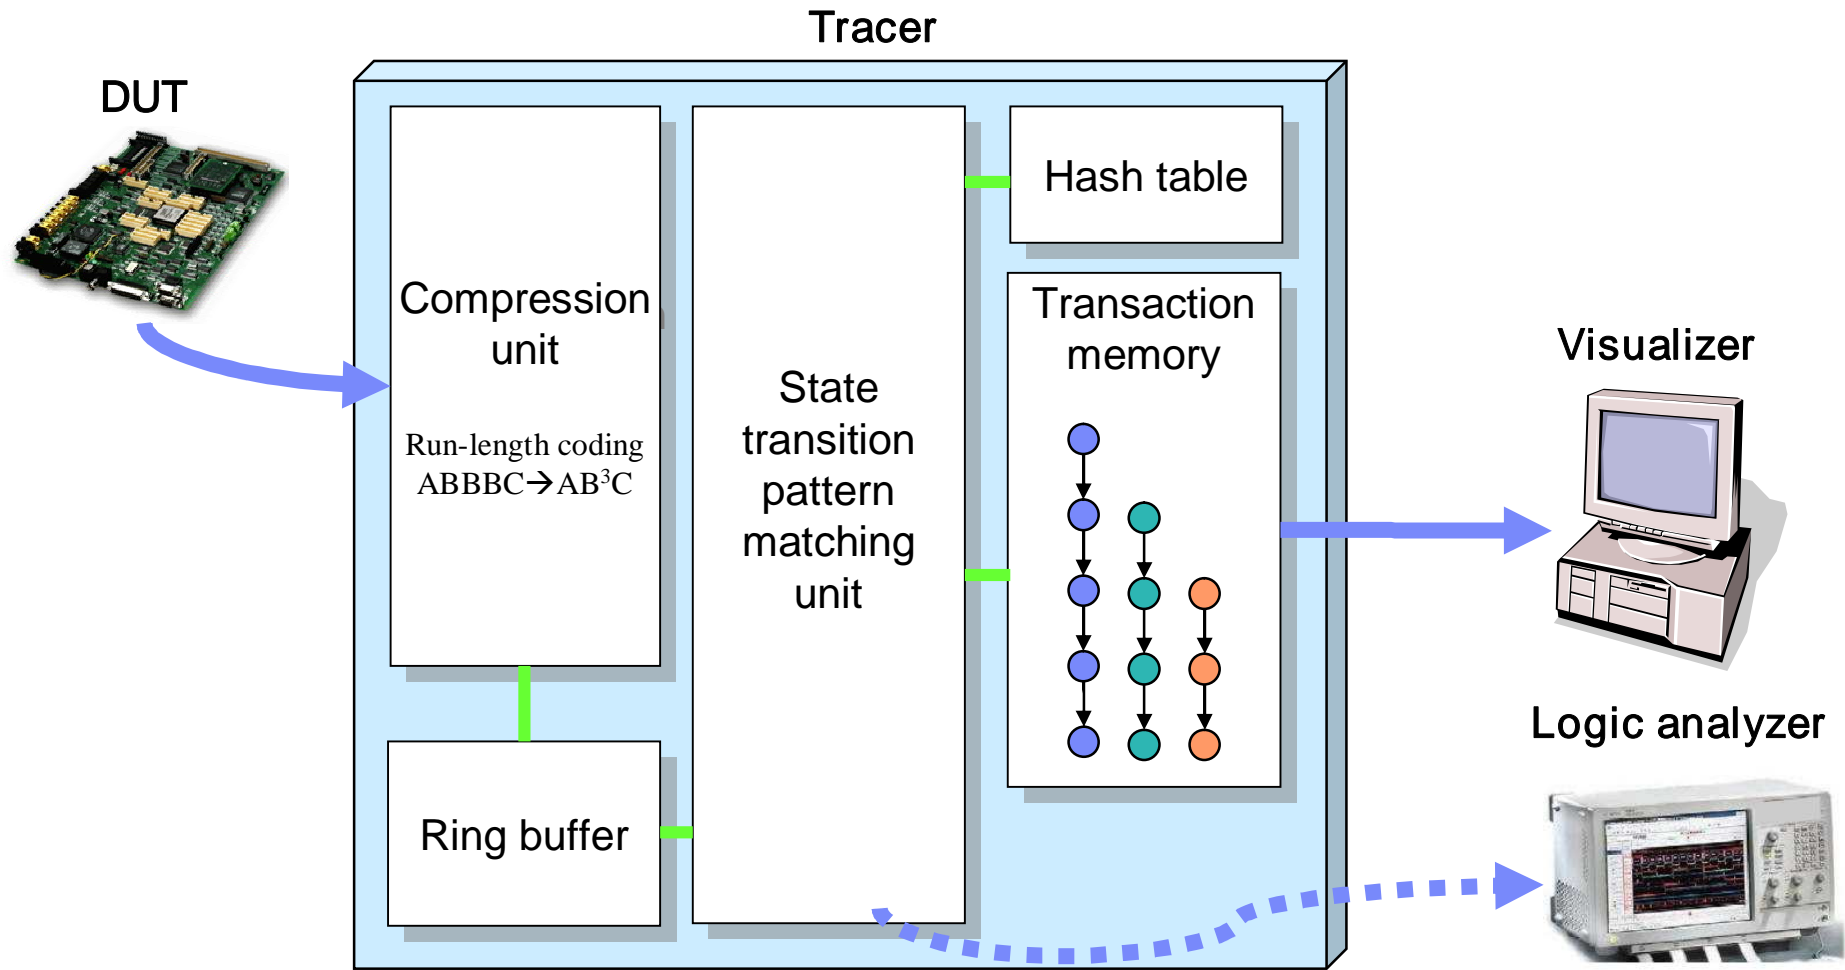 Tracer
DUT
Compression
unit
Run-length coding
ABBBC→AB³C
Ring buffer
State
transition
pattern
matching
unit
Hash table
Transaction
memory
Visualizer
Logic analyzer